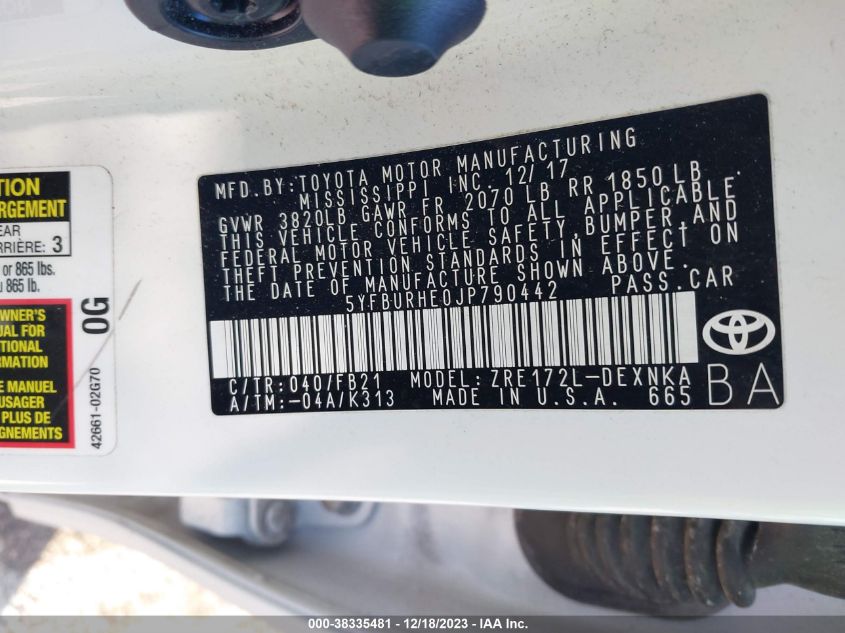 TION
RGEMENT
EAR
RRIÈRE: 3
or 865 lbs.
u 865 lb.
OWNER'S
NUAL FOR
TIONAL
ORMATION
E MANUEL
USAGER
PLUS DE
GNEMENTS
0G
42661-02G70
MFD.BY:TOYOTA MOTOR MANUFACTURING
MISSISSIPPI INC. 12/17
GVWR 3820LB GAWR FR 2070 LB RR 1850LB
THIS VEHICLE CONFORMS TO ALL APPLICABLE
FEDERAL MOTOR VEHICLE SAFETY,BUMPER,AND
THEFT PREVENTION STANDARDS IN EFFECT ON
THE DATE OF MANUFACTURE SHOWN ABOVE.
5YFBURHE0JP790442 PASS.CAR
C/TR:040/FB21 MODEL:ZRE172L-DEXNKA
A/TM:-04A/K313 MADE IN U.S.A. 665
BA
000-38335481 - 12/18/2023 - IAA Inc.